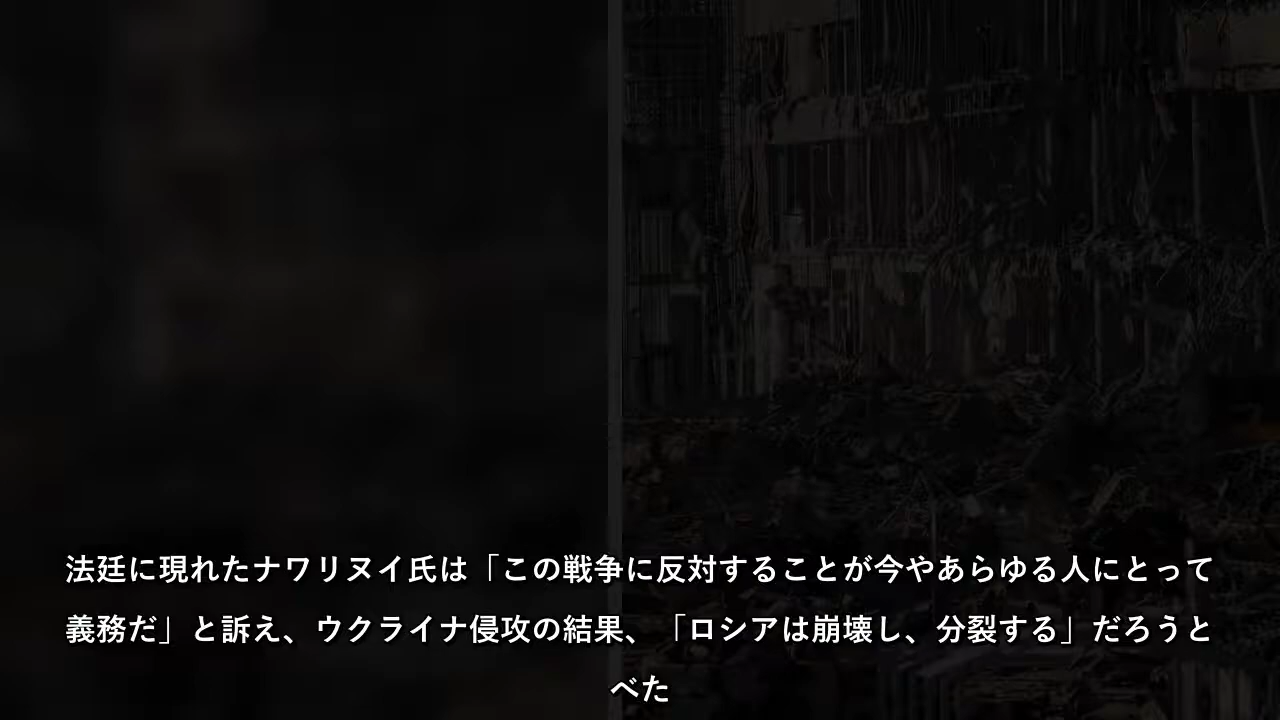 法廷に現れたナワリヌイ氏は「この戦争に反対することが今やあらゆる人にとって
義務だ」と訴え、ウクライナ侵攻の結果、「ロシアは崩壊し、分裂する」だろうと
べた